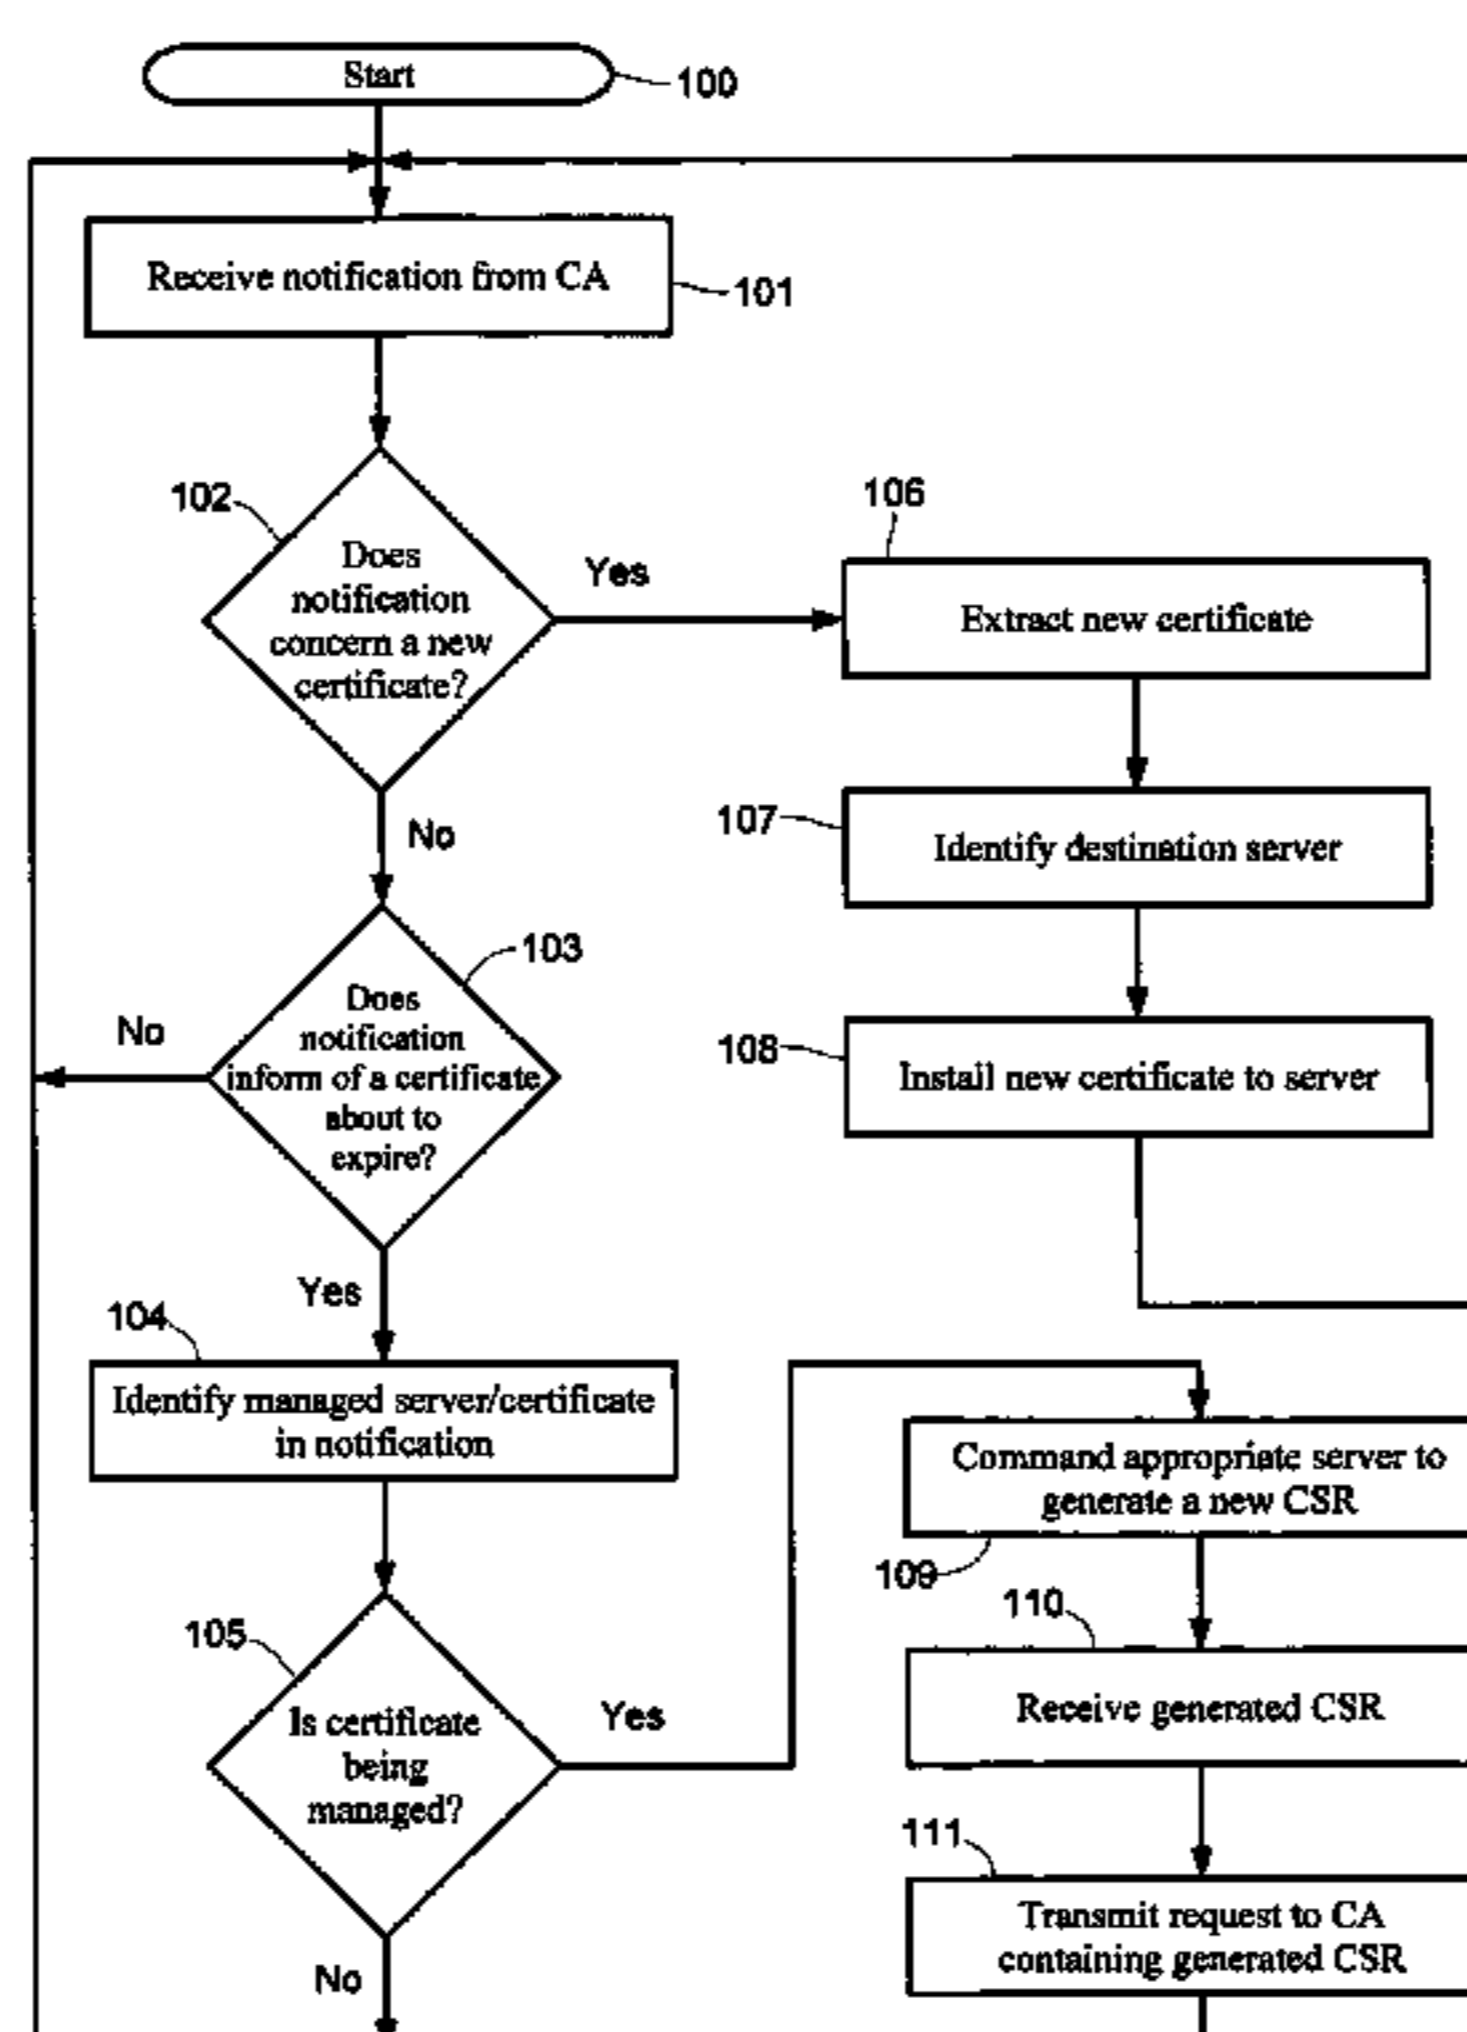 Start
100
Receive notification from CA
101
102
Does
notification
concern a new
certificate?
Yes
No
106
Extract new certificate
107
Identify destination server
108
Install new certificate to server
103
Does
notification
inform of a certificate
about to
expire?
No
Yes
104
Identify managed server/certificate
in notification
105
Is certificate
being
managed?
Yes
No
Command appropriate server to
generate a new CSR
109
110
Receive generated CSR
111
Transmit request to CA
containing generated CSR